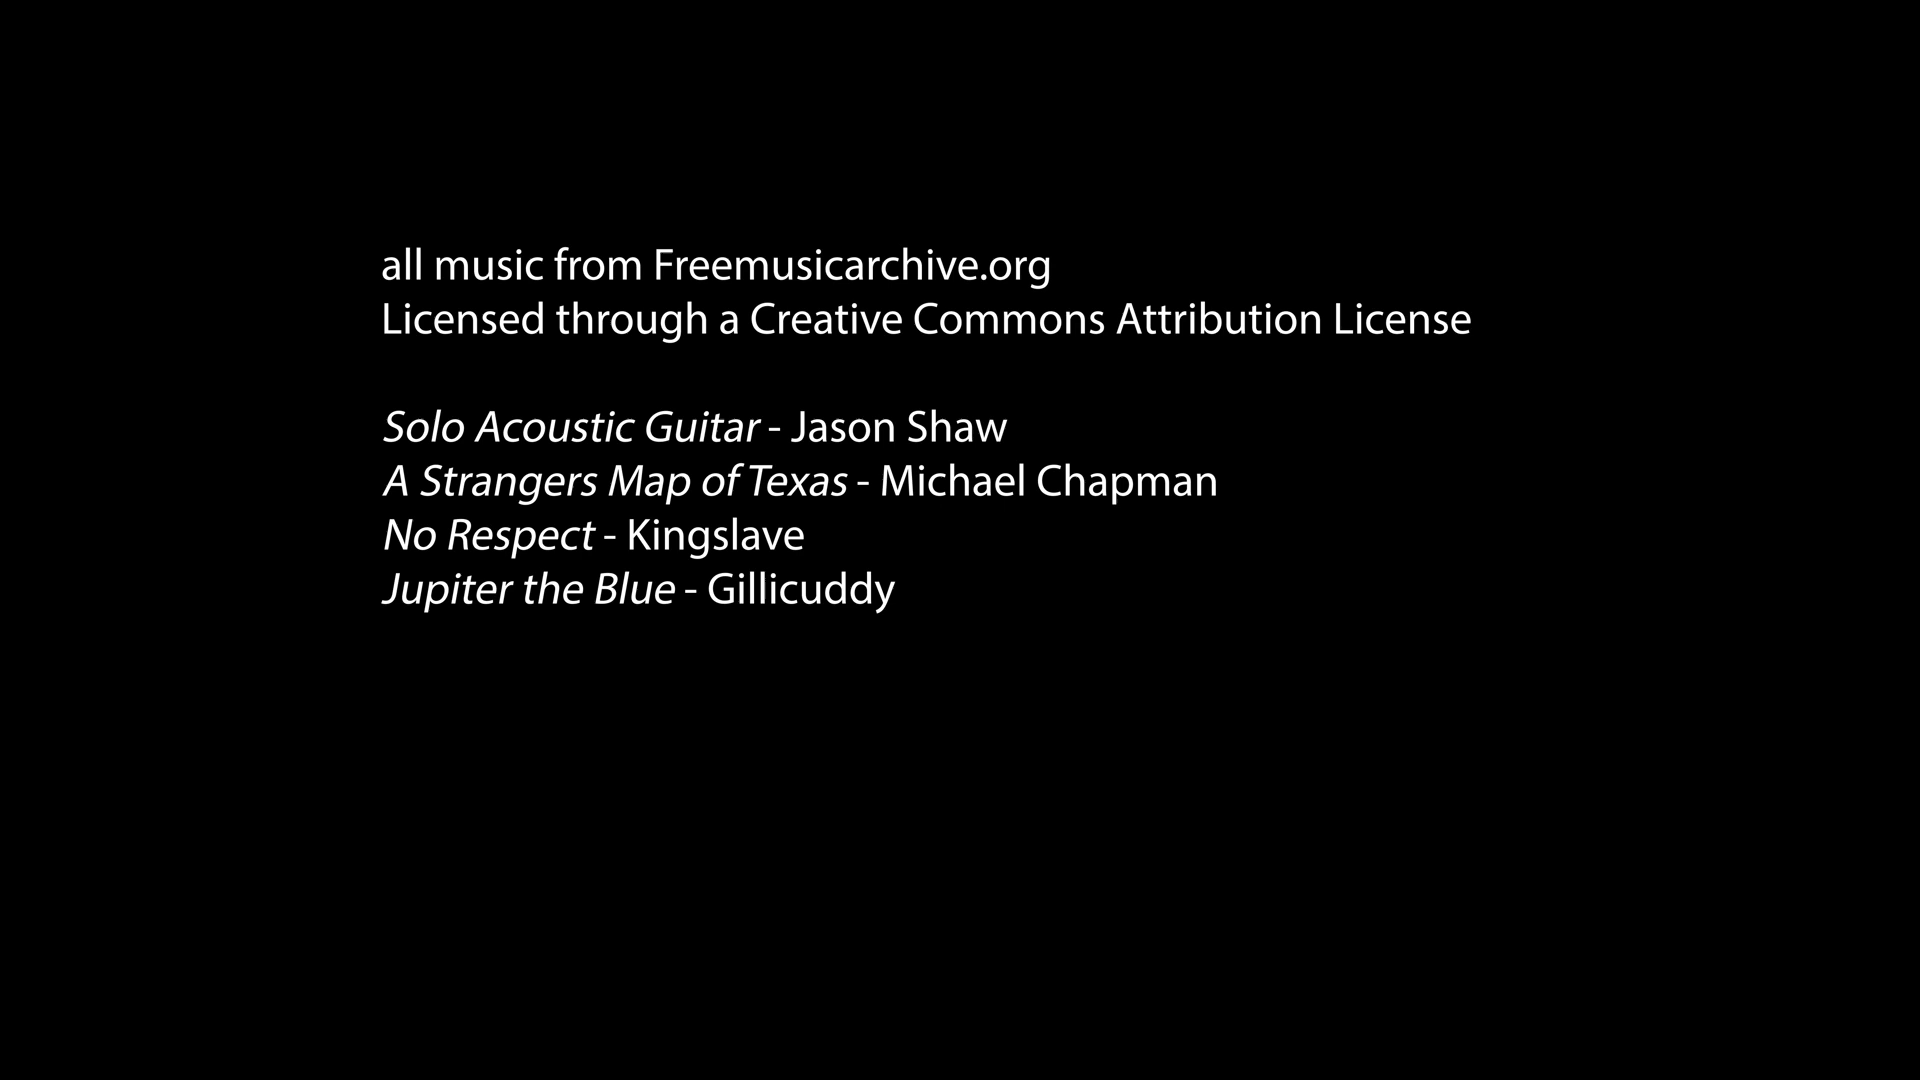 all music from Freemusicarchive.org
Licensed through a Creative Commons Attribution License
Solo Acoustic Guitar - Jason Shaw
A Strangers Map of Texas - Michael Chapman
No Respect - Kingslave
Jupiter the Blue - Gillicuddy